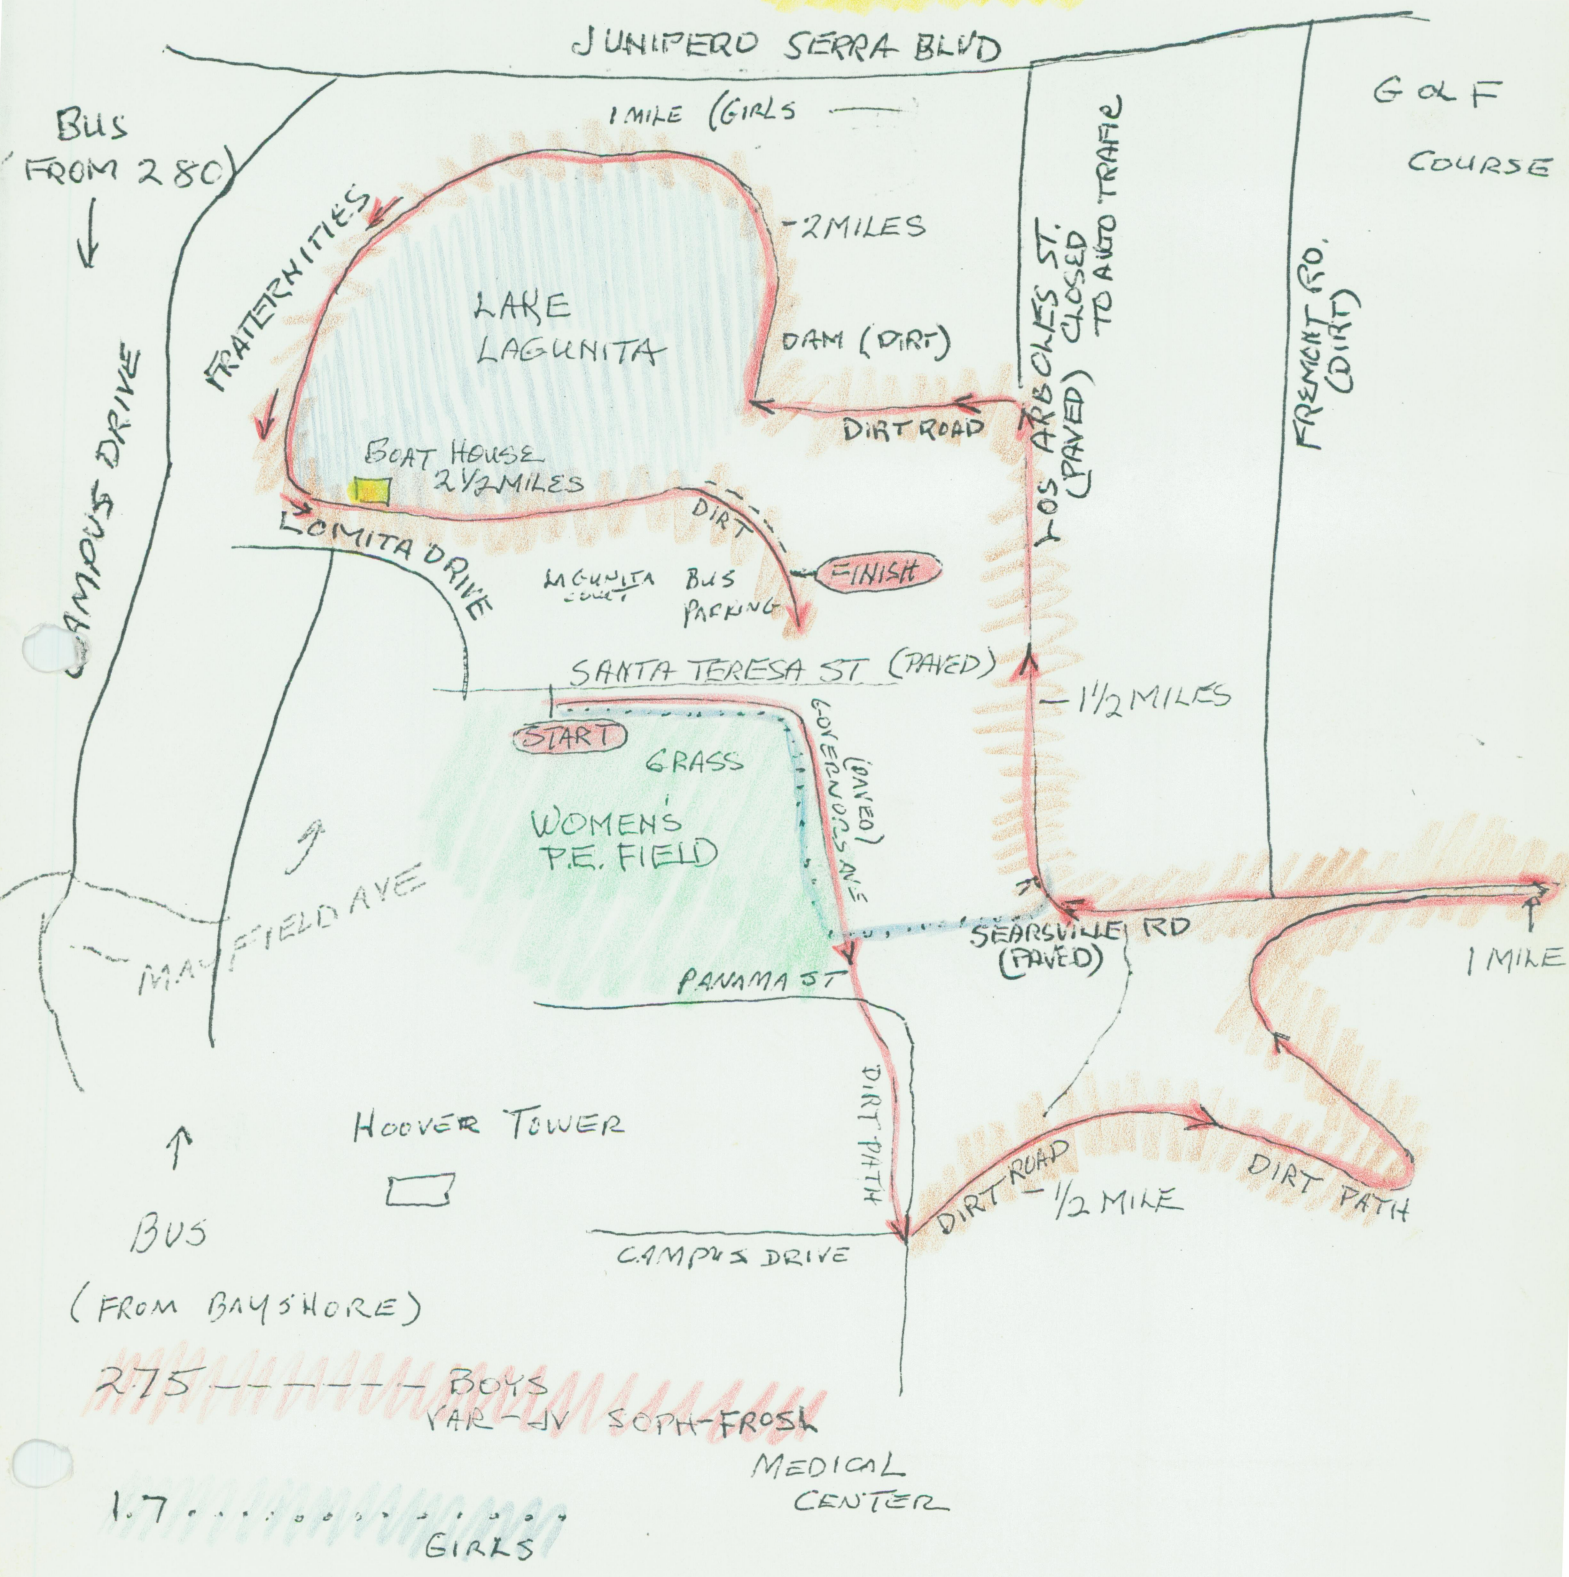 JUNIPERO SERRA BLVD
GOLF
COURSE
1 MILE (GIRLS
BUS
(FROM 280)
FRATERNITIES
-2 MILES
LAKE
LAGUNITA
DAM (DIRT)
DIRT ROAD
LOS ARBOLES ST.
(PAVED) CLOSED
TO AUTO TRAFIC
FREMONT RD.
(DIRT)
CAMPUS DRIVE
BOAT HOUSE
2 1/2 MILES
DIRT
LOMITA DRIVE
LAGUNITA
COURT
BUS
PARKING
FINISH
SANTA TERESA ST (PAVED)
- 1 1/2 MILES
START
GRASS
GOVERNORS AVE
(PAVED)
WOMEN'S
P.E. FIELD
MAYFIELD AVE
SEARSVILLE RD
(PAVED)
1 MILE
PANAMA ST
DIRT PATH
HOOVER TOWER
DIRT ROAD
- 1/2 MILE
DIRT PATH
CAMPUS DRIVE
BUS
(FROM BAYSHORE)
2.75 - - - - - - - BOYS
VAR-JV SOPH-FROSH
MEDICAL
CENTER
1.7 . . . . . . . . . . .
GIRLS